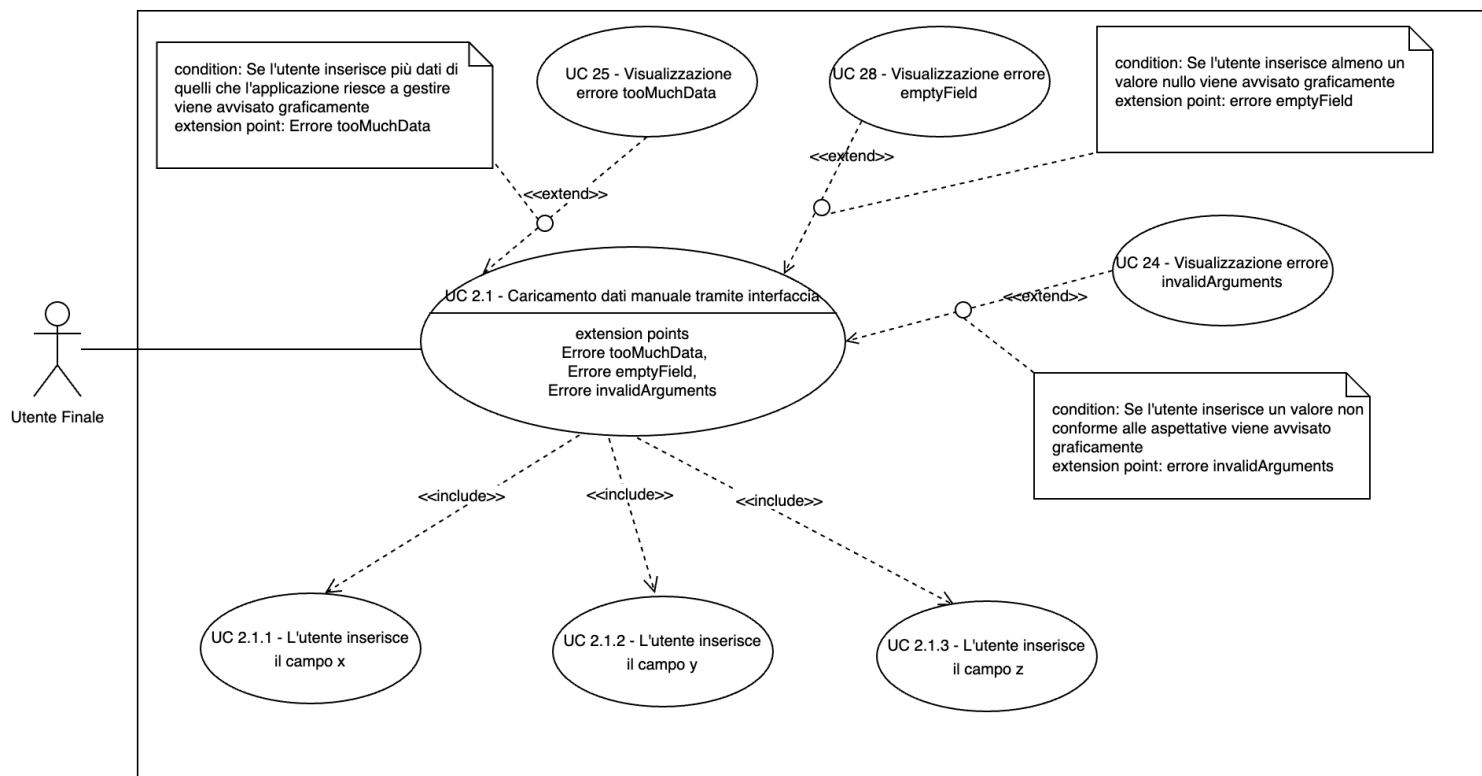 condition: Se l'utente inserisce più dati di
quelli che l'applicazione riesce a gestire
viene avvisato graficamente
extension point: Errore tooMuchData
UC 25 - Visualizzazione
errore tooMuchData
UC 28 - Visualizzazione errore
emptyField
condition: Se l'utente inserisce almeno un
valore nullo viene avvisato graficamente
extension point: errore emptyField
<<extend>>
<<extend>>
UC 24 - Visualizzazione errore
invalidArguments
<<extend>>
UC 2.1 - Caricamento dati manuale tramite interfaccia
extension points
Errore tooMuchData,
Errore emptyField,
Errore invalidArguments
Utente Finale
condition: Se l'utente inserisce un valore non
conforme alle aspettative viene avvisato
graficamente
extension point: errore invalidArguments
<<include>>
<<include>>
<<include>>
UC 2.1.1 - L'utente inserisce
il campo x
UC 2.1.2 - L'utente inserisce
il campo y
UC 2.1.3 - L'utente inserisce
il campo z